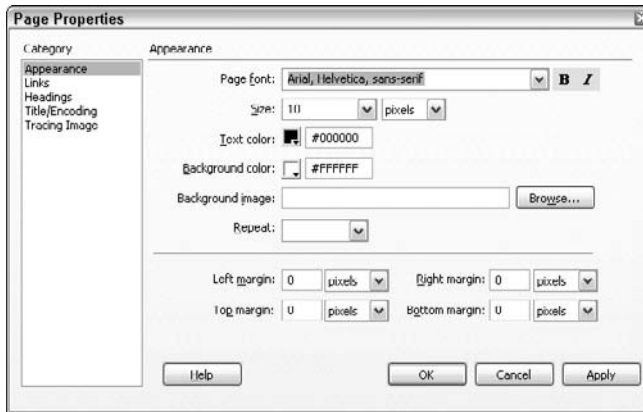 Page Properties
Category
Appearance
Links
Headings
Title/Encoding
Tracing Image
Appearance
Page font: Arial, Helvetica, sans-serif B I
Size: 10 pixels
Text color: #000000
Background color: #FFFFFF
Background image: Browse...
Repeat:
Left margin: 0 pixels Right margin: 0 pixels
Top margin: 0 pixels Bottom margin: 0 pixels
Help OK Cancel Apply